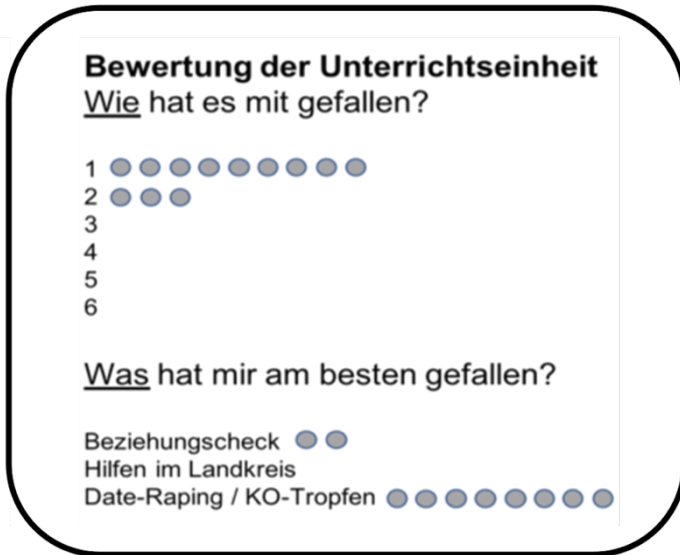 Bewertung der Unterrichtseinheit
Wie hat es mit gefallen?
1
2
3
4
5
6
Was hat mir am besten gefallen?
Beziehungscheck
Hilfen im Landkreis
Date-Raping / KO-Tropfen